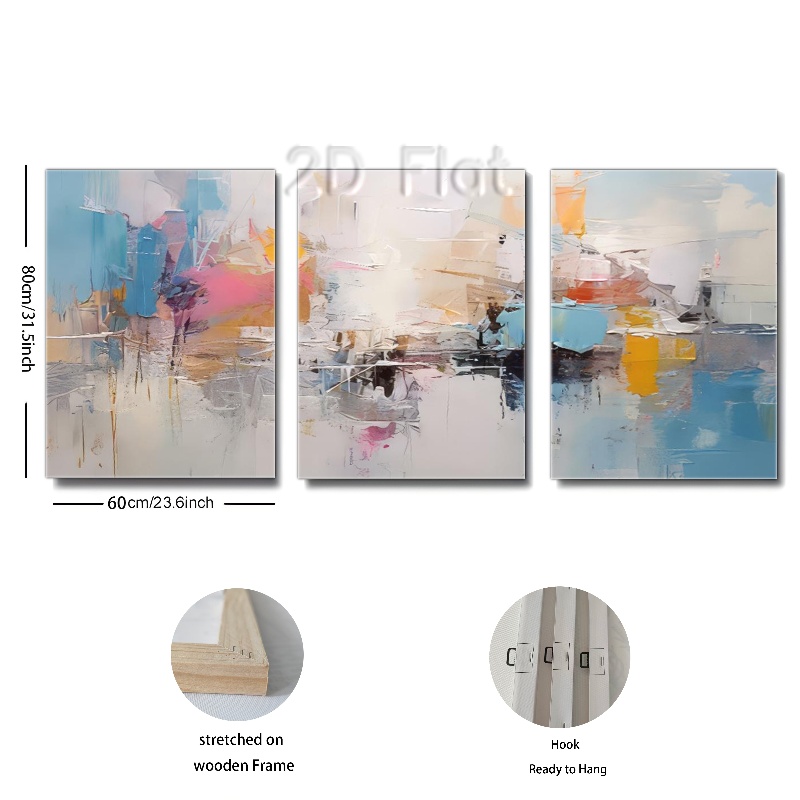 2D Flat
80cm/31.5inch
60cm/23.6inch
stretched on
wooden Frame
Hook
Ready to Hang